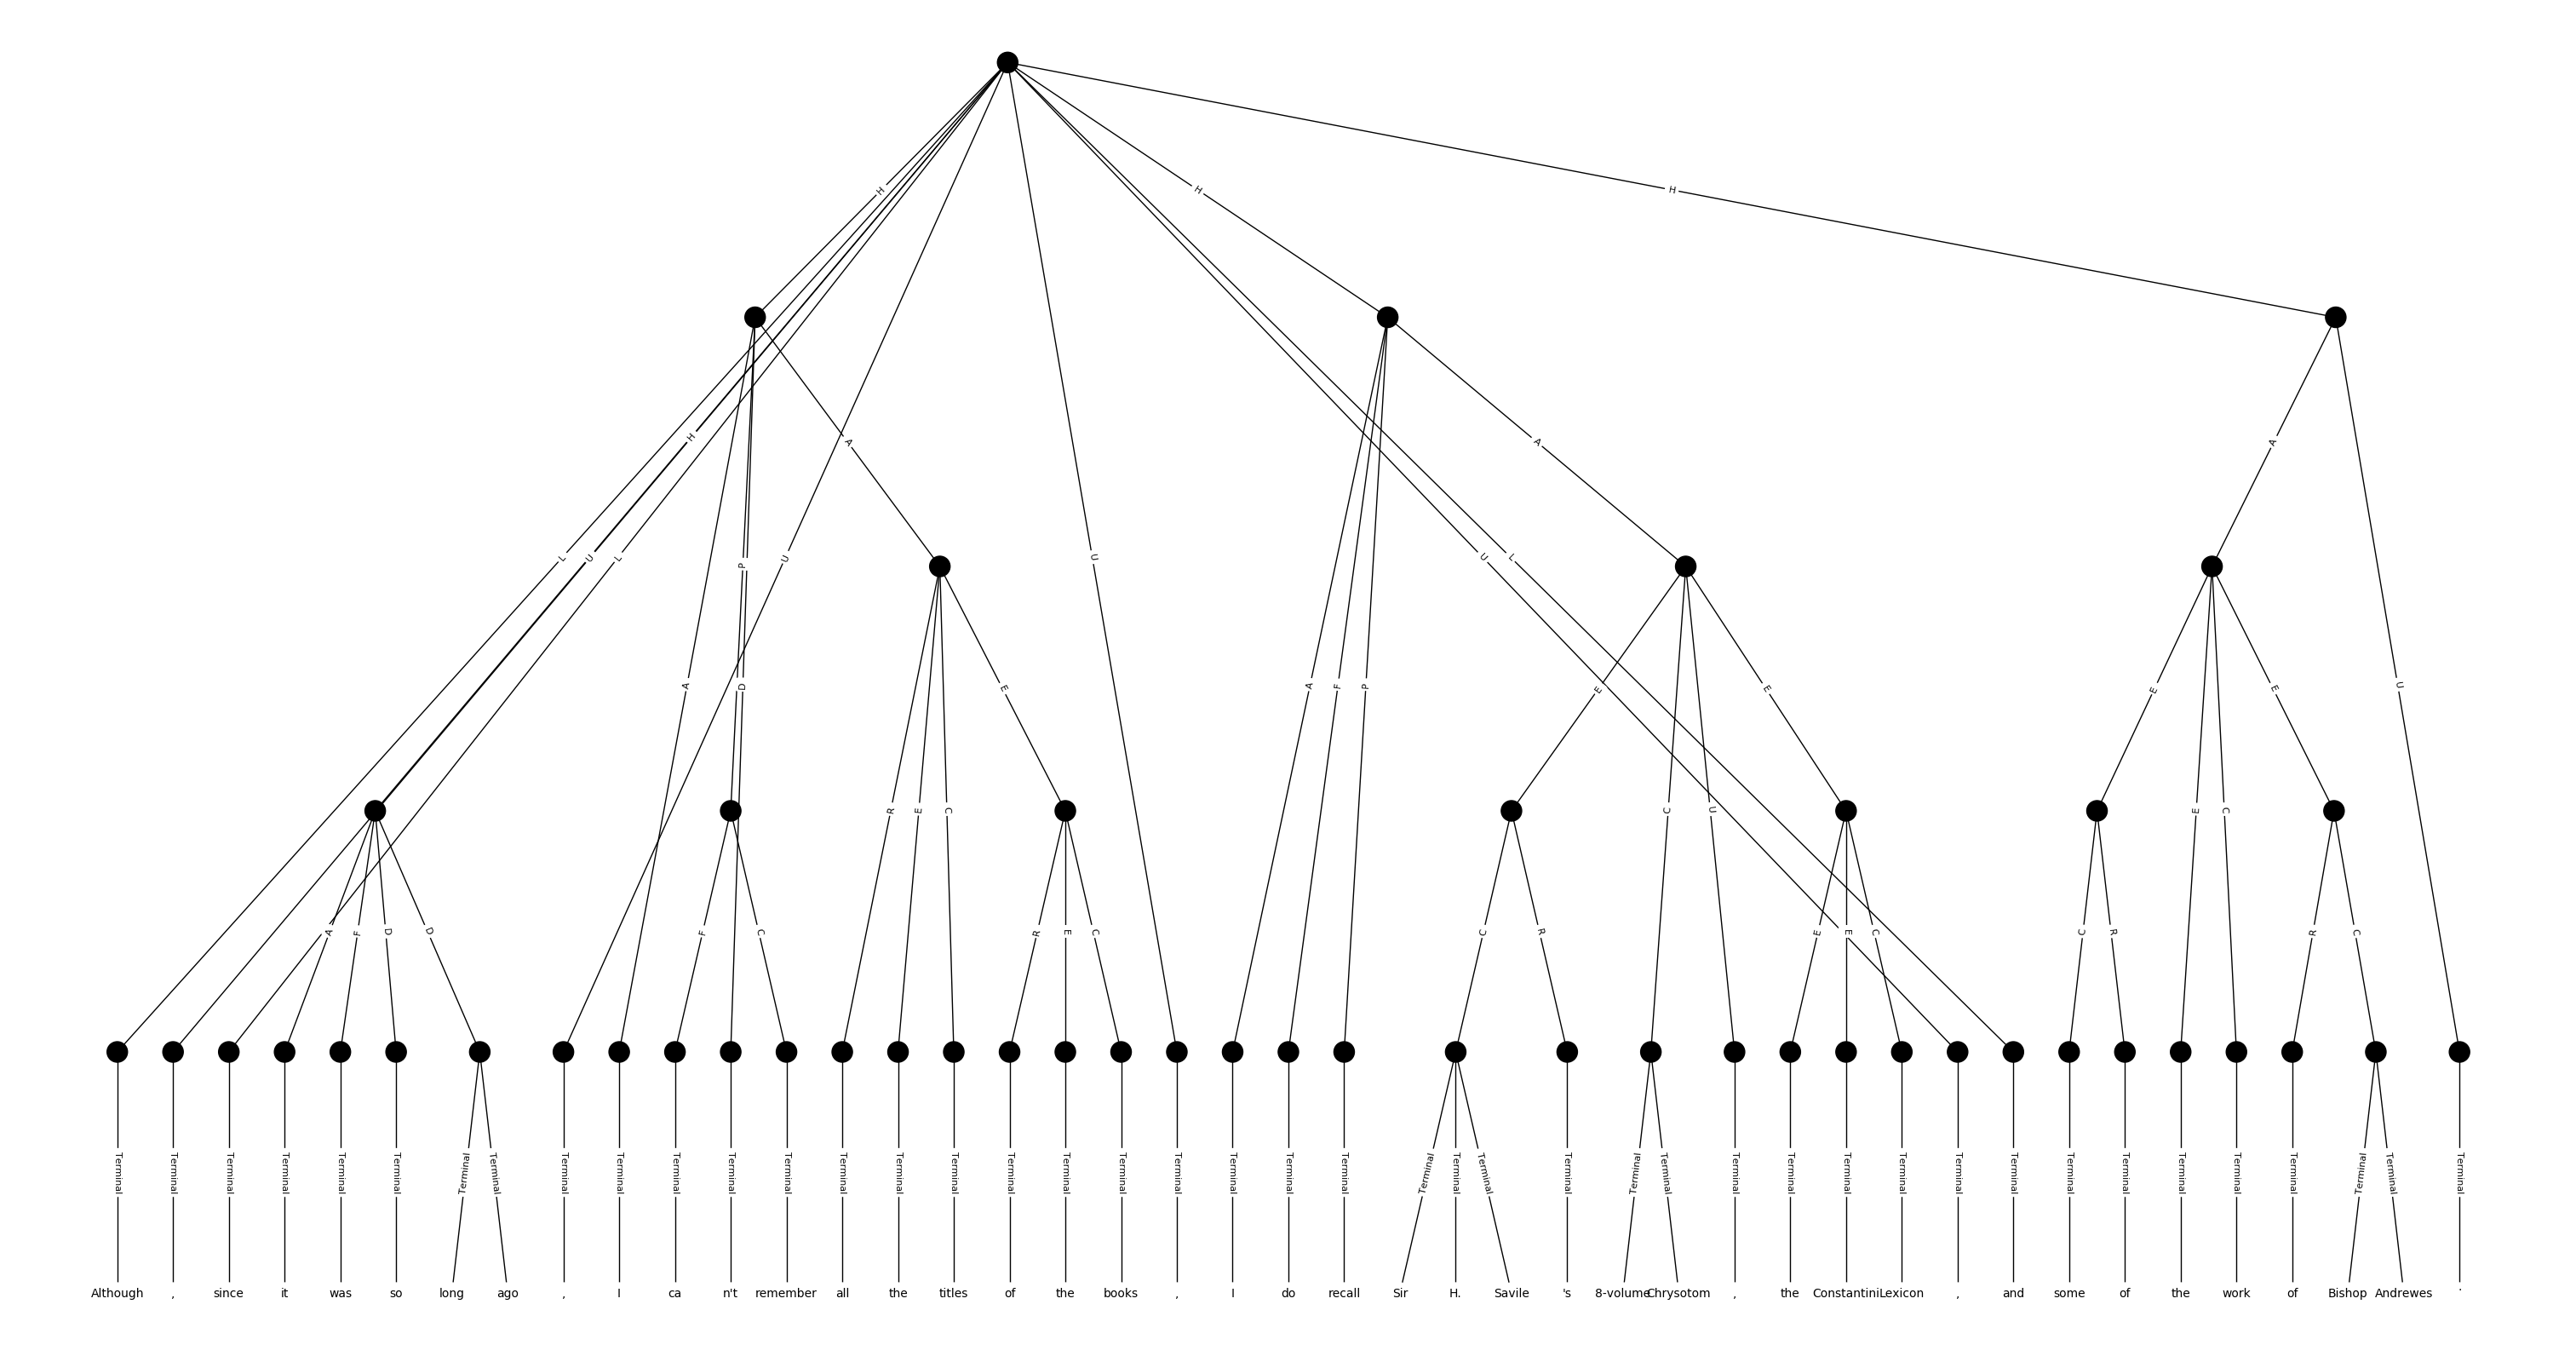 H H H
H A A A
L U L U U U L
P
A D A F P E E E E U
R E C E C U E C
A F D D F C R E C C R E E C C R R C
Terminal Terminal Terminal Terminal Terminal Terminal Terminal Terminal Terminal Terminal Terminal Terminal Terminal Terminal Terminal Terminal Terminal Terminal Terminal Terminal Terminal Terminal Terminal Terminal Terminal Terminal Terminal Terminal Terminal Terminal Terminal Terminal Terminal Terminal Terminal Terminal Terminal Terminal Terminal Terminal Terminal Terminal Terminal
Although , since it was so long ago , I ca n't remember all the titles of the books , I do recall Sir H. Savile 's 8-volume Chrysotom , the Constantini Lexicon , and some of the work of Bishop Andrewes .